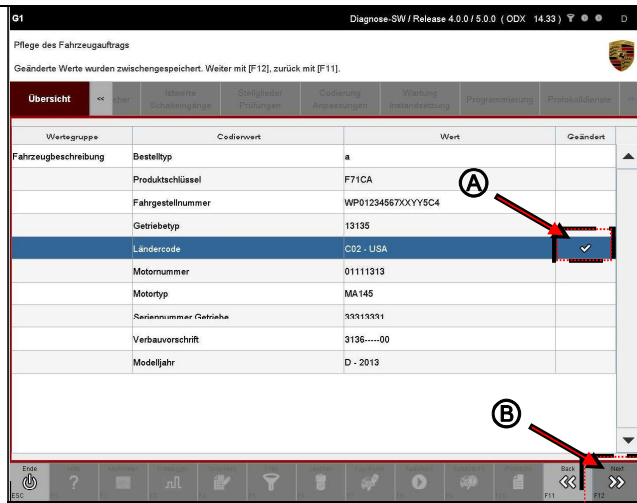 G1 Diagnose-SW / Release 4.0.0 / 5.0.0 ( ODX 14.33 ) D
Pflege des Fahrzeugauftrags
Geänderte Werte wurden zwischengespeichert. Weiter mit [F12], zurück mit [F11].
Übersicht << Istwerte Schalteingänge Stellglieder Prüfungen Codierung Anpassungen Wartung Instandsetzung Programmierung Protokolldienste
Wertegruppe Codierwert Wert Geändert
Fahrzeugbeschreibung Bestelltyp a
Produktschlüssel F71CA
Fahrgestellnummer WP01234567XXYY5C4
Getriebetyp 13135
Ländercode C02 - USA
Motornummer 01111313
Motortyp MA145
Seriennummer Getriebe 33313331
Verbauvorschrift 3136-----00
Modelljahr D - 2013
A
B
Ende Back Next
ESC F11 F12